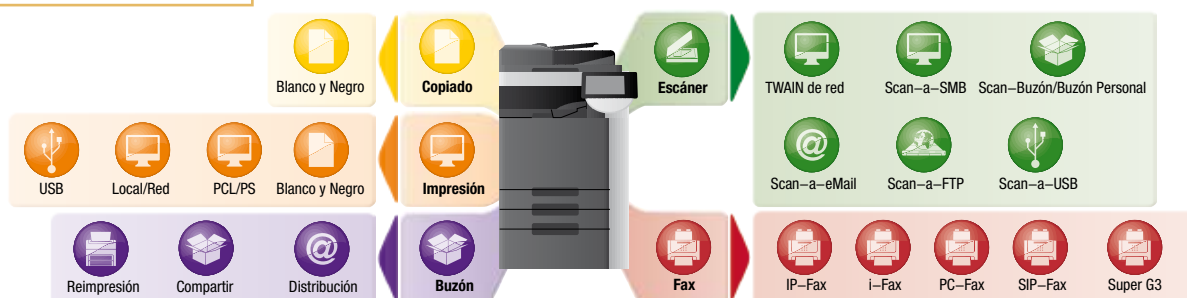 Blanco y Negro
Copiado
Escáner
TWAIN de red
Scan–a–SMB
Scan–Buzón/Buzón Personal
USB
Local/Red
PCL/PS
Blanco y Negro
Impresión
Scan–a–eMail
Scan–a–FTP
Scan–a–USB
Reimpresión
Compartir
Distribución
Buzón
Fax
IP–Fax
i–Fax
PC–Fax
SIP–Fax
Super G3